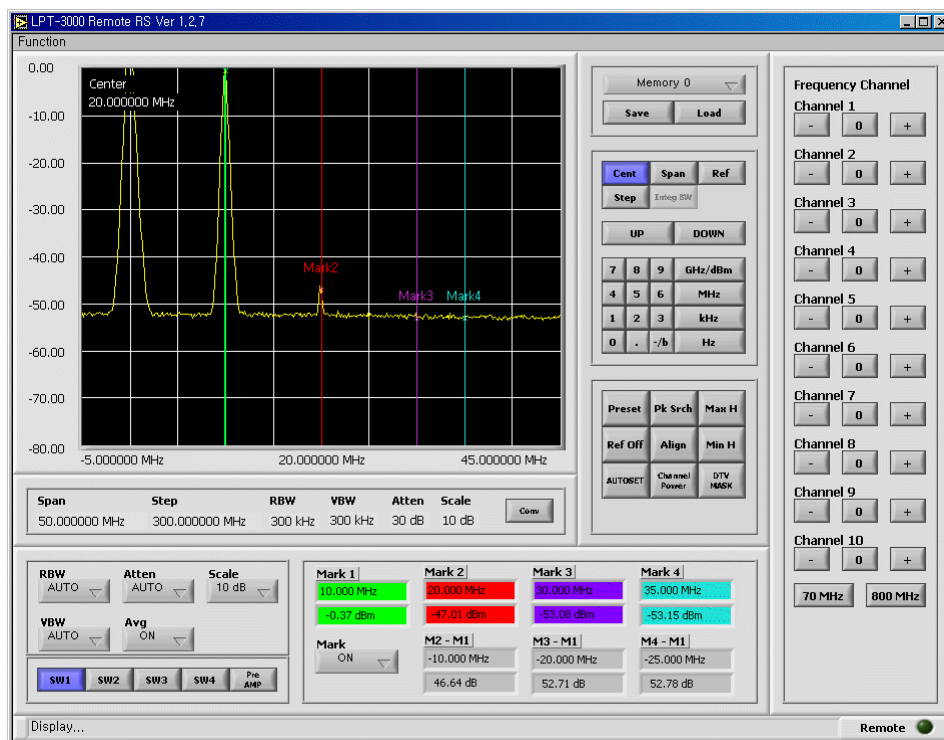 LPT-3000 Remote RS Ver 1,2,7
Function
0.00
-10.00
-20.00
-30.00
-40.00
-50.00
-60.00
-70.00
-80.00
Center
20.000000 MHz
Mark2
Mark3
Mark4
-5.000000 MHz
20.000000 MHz
45.000000 MHz
Span
Step
RBW
VBW
Atten
Scale
50.000000 MHz
300.000000 MHz
300 kHz
300 kHz
30 dB
10 dB
Conv
Memory 0
Save
Load
Cent
Span
Ref
Step
Integ BW
UP
DOWN
7
8
9
GHz/dBm
4
5
6
MHz
1
2
3
kHz
0
.
-/b
Hz
Preset
Pk Srch
Max H
Ref Off
Align
Min H
AUTOSET
Channel Power
DTV MASK
Frequency Channel
Channel 1
-
0
+
Channel 2
-
0
+
Channel 3
-
0
+
Channel 4
-
0
+
Channel 5
-
0
+
Channel 6
-
0
+
Channel 7
-
0
+
Channel 8
-
0
+
Channel 9
-
0
+
Channel 10
-
0
+
70 MHz
800 MHz
RBW
AUTO
Atten
AUTO
Scale
10 dB
VBW
AUTO
Avg
ON
SW1
SW2
SW3
SW4
Pre AMP
Mark 1
10.000 MHz
-0.37 dBm
Mark 2
20.000 MHz
-47.01 dBm
Mark 3
30.000 MHz
-53.08 dBm
Mark 4
35.000 MHz
-53.15 dBm
Mark
ON
M2 - M1
-10.000 MHz
46.64 dB
M3 - M1
-20.000 MHz
52.71 dB
M4 - M1
-25.000 MHz
52.78 dB
Display,,,
Remote